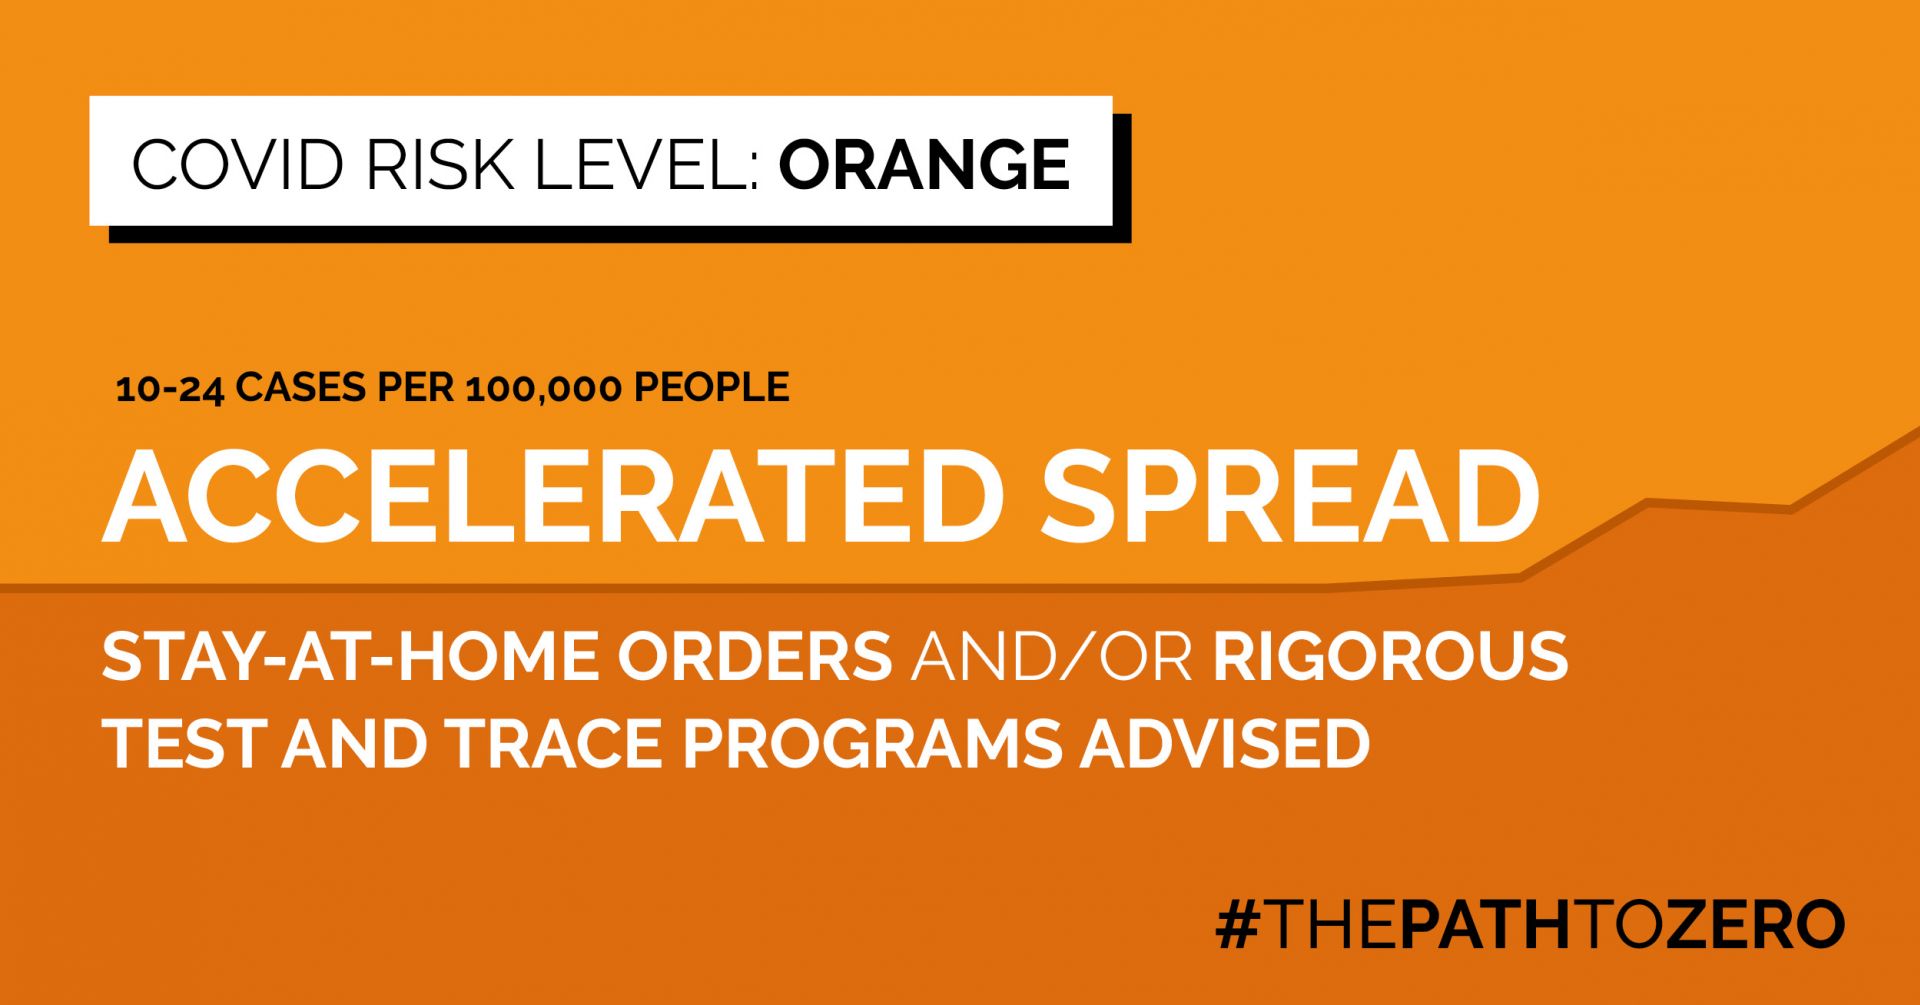 COVID RISK LEVEL: ORANGE
10-24 CASES PER 100,000 PEOPLE
ACCELERATED SPREAD
STAY-AT-HOME ORDERS AND/OR RIGOROUS
TEST AND TRACE PROGRAMS ADVISED
#THEPATHTOZERO